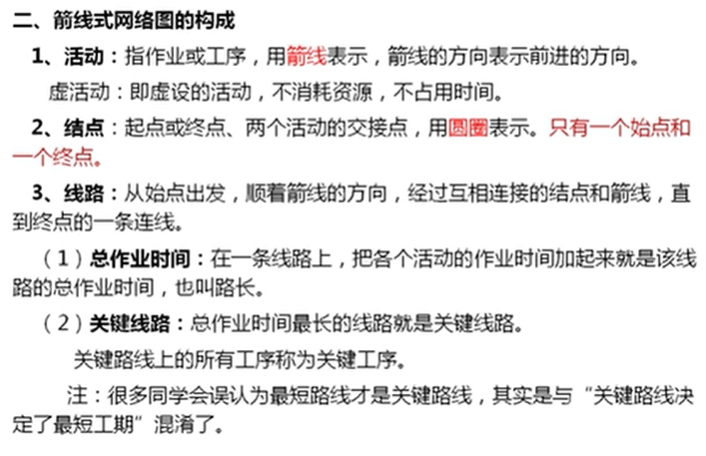 二、箭线式网络图的构成
1、活动：指作业或工序，用箭线表示，箭线的方向表示前进的方向。
虚活动：即虚设的活动，不消耗资源，不占用时间。
2、结点：起点或终点、两个活动的交接点，用圆圈表示。只有一个始点和
一个终点。
3、线路：从始点出发，顺着箭线的方向，经过互相连接的结点和箭线，直
到终点的一条连线。
（1）总作业时间：在一条线路上，把各个活动的作业时间加起来就是该线
路的总作业时间，也叫路长。
（2）关键线路：总作业时间最长的线路就是关键线路。
关键路线上的所有工序称为关键工序。
注：很多同学会误认为最短路线才是关键路线，其实是与“关键路线决
定了最短工期”混淆了。